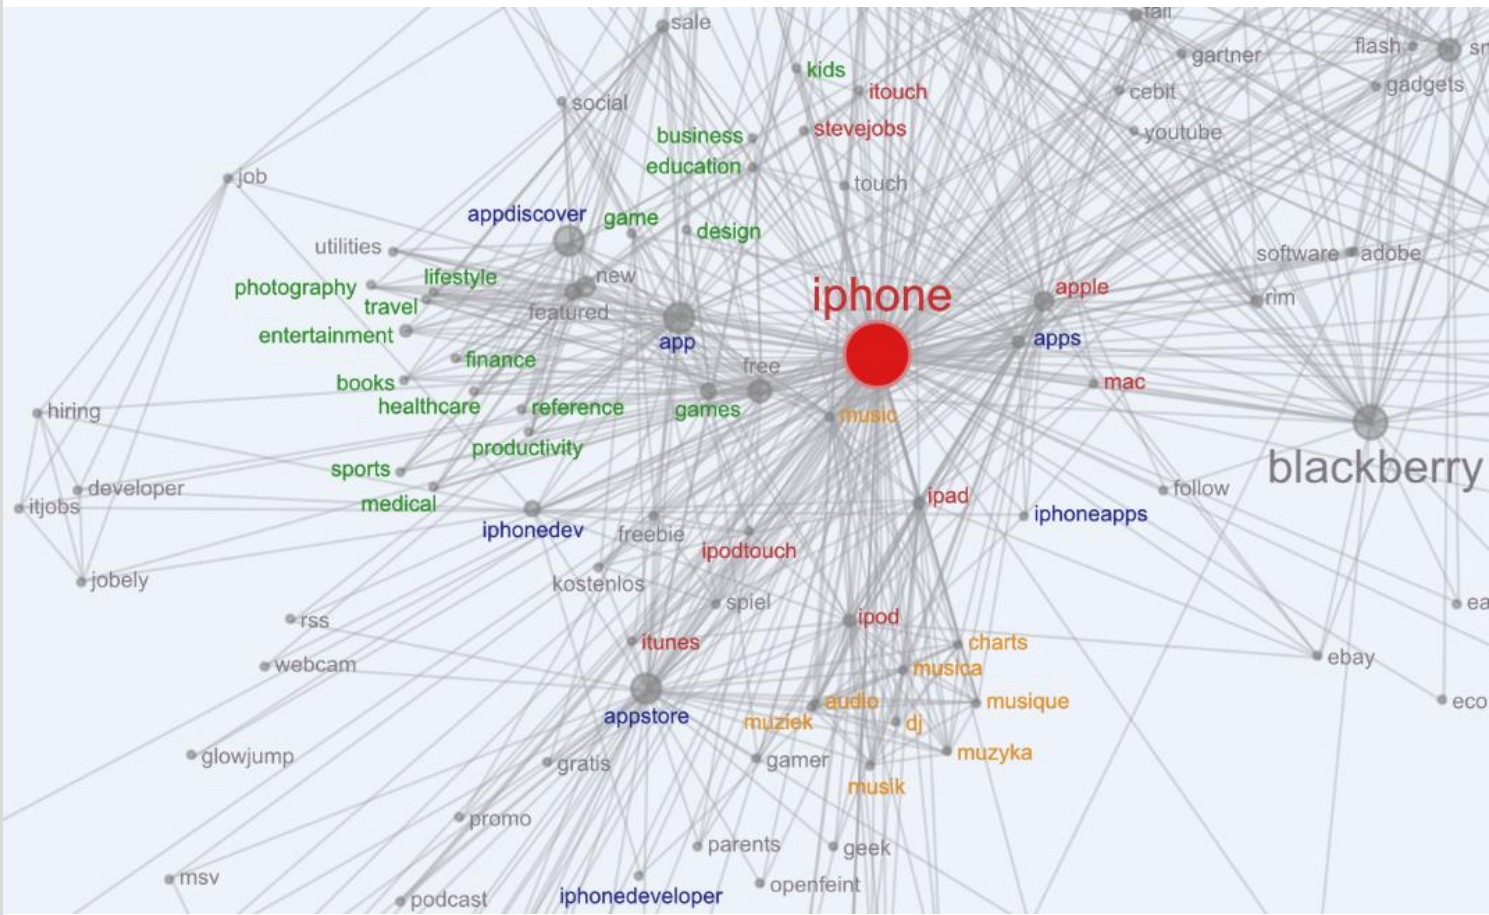 sale
fail
flash
gartner
kids
itouch
gadgets
cebit
social
business
stevejobs
youtube
education
job
touch
appdiscover
game
design
utilities
software
adobe
photography
lifestyle
new
iphone
apple
rim
travel
featured
entertainment
app
apps
finance
free
books
mac
healthcare
reference
games
music
hiring
productivity
blackberry
sports
developer
ipad
follow
medical
itjobs
iphonedev
freebie
iphoneapps
ipodtouch
jobely
kostenlos
spiel
rss
ipod
itunes
charts
webcam
musica
ebay
audio
musique
eco
appstore
muziek
dj
glowjump
gratis
gamer
muzyka
musik
promo
parents
geek
msv
openfeint
podcast
iphonedeveloper